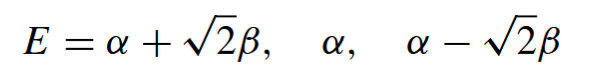 E = α + √2β, α, α − √2β